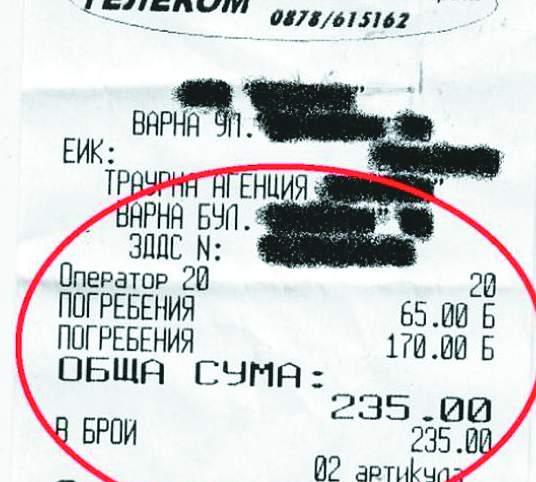 ТЕЛЕКОМ
0878/615162
ВАРНА УЛ.
ЕИК:
ТРАУРНА АГЕНЦИЯ
ВАРНА БУЛ.
ЗДДС N:
Оператор 20 20
ПОГРЕБЕНИЯ 65.00 Б
ПОГРЕБЕНИЯ 170.00 Б
ОБЩА СУМА:
235.00
В БРОИ 235.00
02 артикула